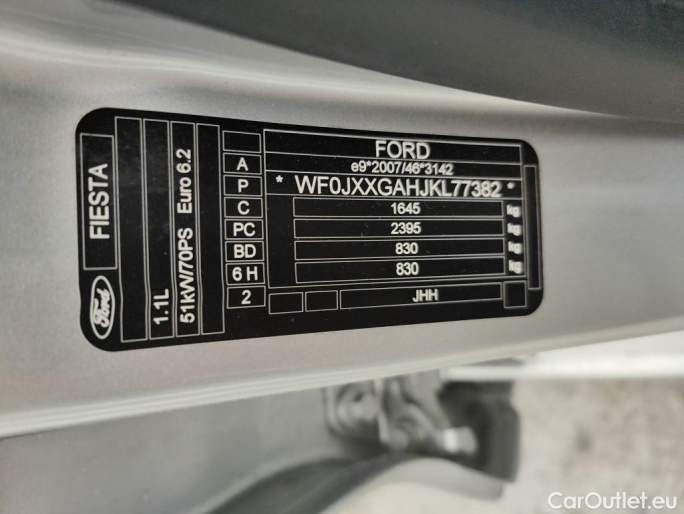 Ford
FIESTA
1.1L
51kW/70PS Euro 6.2
A
P
C
PC
BD
6 H
2
FORD
e9*2007/46*3142
* WF0JXXGAHJKL77382 *
1645 kg
2395 kg
830 kg
830 kg
JHH
CarOutlet.eu